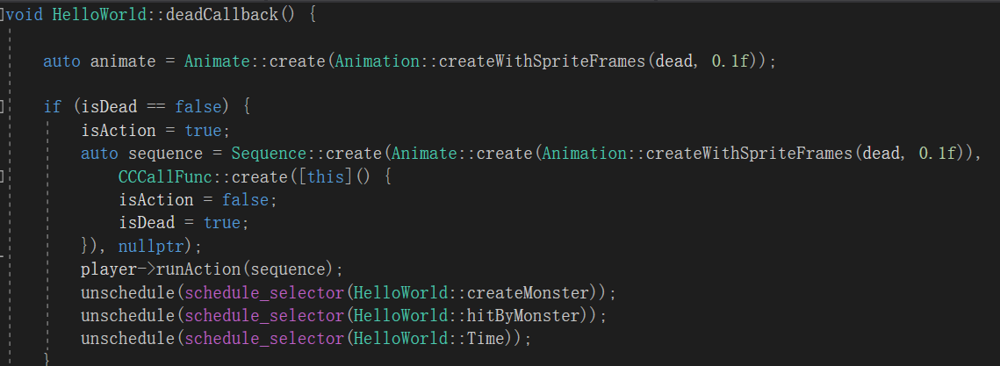 void HelloWorld::deadCallback() {
auto animate = Animate::create(Animation::createWithSpriteFrames(dead, 0.1f));
if (isDead == false) {
isAction = true;
auto sequence = Sequence::create(Animate::create(Animation::createWithSpriteFrames(dead, 0.1f)),
CCCallFunc::create([this]() {
isAction = false;
isDead = true;
}), nullptr);
player->runAction(sequence);
unschedule(schedule_selector(HelloWorld::createMonster));
unschedule(schedule_selector(HelloWorld::hitByMonster));
unschedule(schedule_selector(HelloWorld::Time));
}